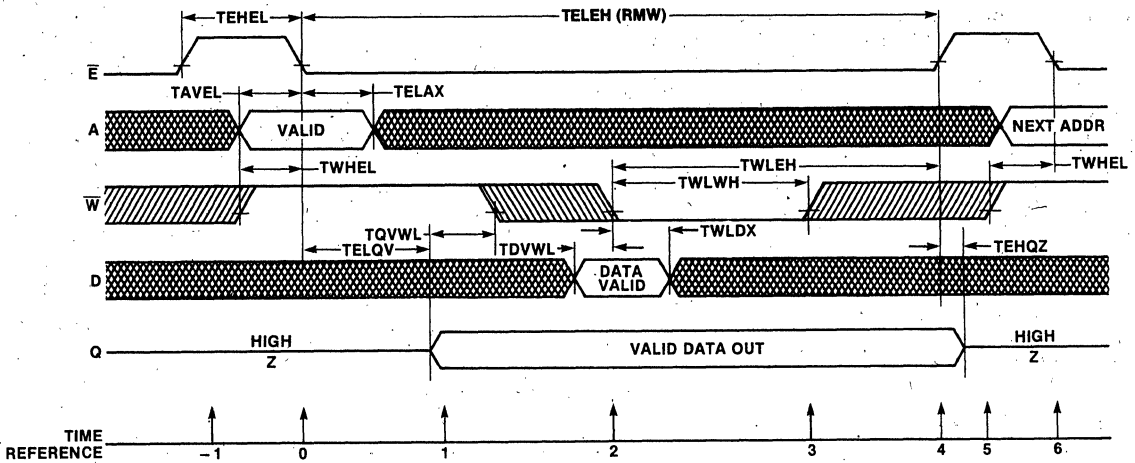 TEHEL
TELEH (RMW)
E
TAVEL
TELAX
A
VALID
NEXT ADDR
TWHEL
TWLEH
TWHEL
TWLWH
W
TQVWL
TELQV
TDVWL
TWLDX
TEHQZ
D
DATA
VALID
Q
HIGH
Z
VALID DATA OUT
HIGH
Z
TIME
REFERENCE
-1 0 1 2 3 4 5 6